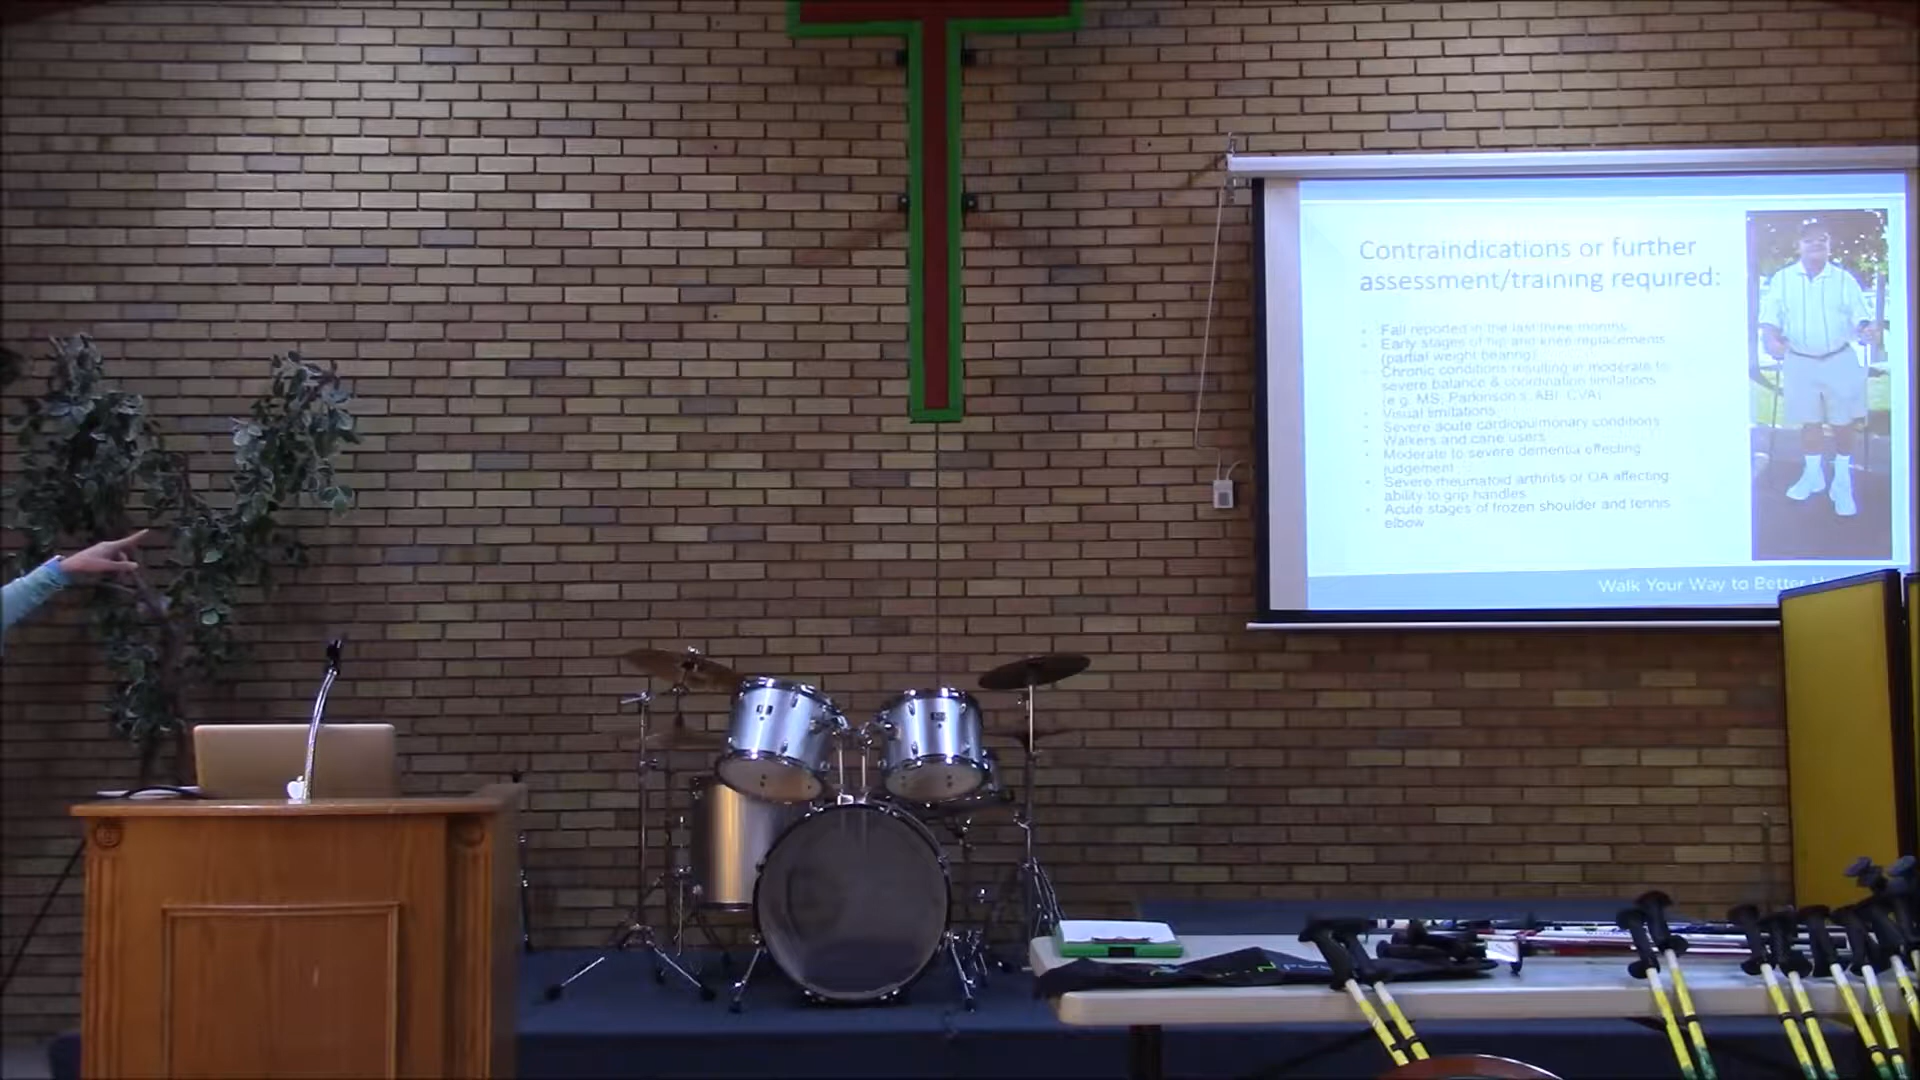 Contraindications or further
assessment/training required:
• Fall reported in the last three months
• Early stages of hip and knee replacements
(partial weight bearing)
• Chronic conditions resulting in moderate to
severe balance & coordination limitations
(e.g. MS, Parkinson's, ABI, CVA)
• Visual limitations
• Severe acute cardiopulmonary conditions
• Walkers and cane users
• Moderate to severe dementia effecting
judgement
• Severe rheumatoid arthritis or OA affecting
ability to grip handles
• Acute stages of frozen shoulder and tennis
elbow
Walk Your Way to Better